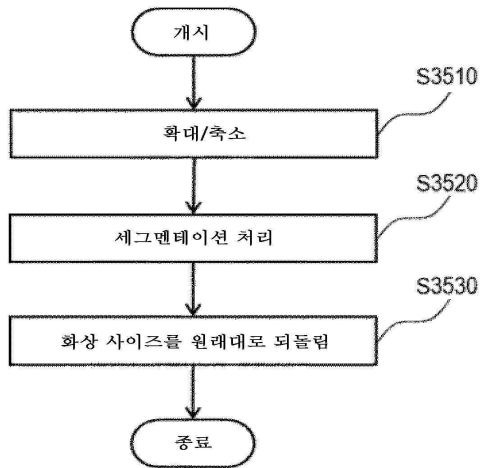 개시
S3510
확대/축소
S3520
세그멘테이션 처리
S3530
화상 사이즈를 원래대로 되돌림
종료